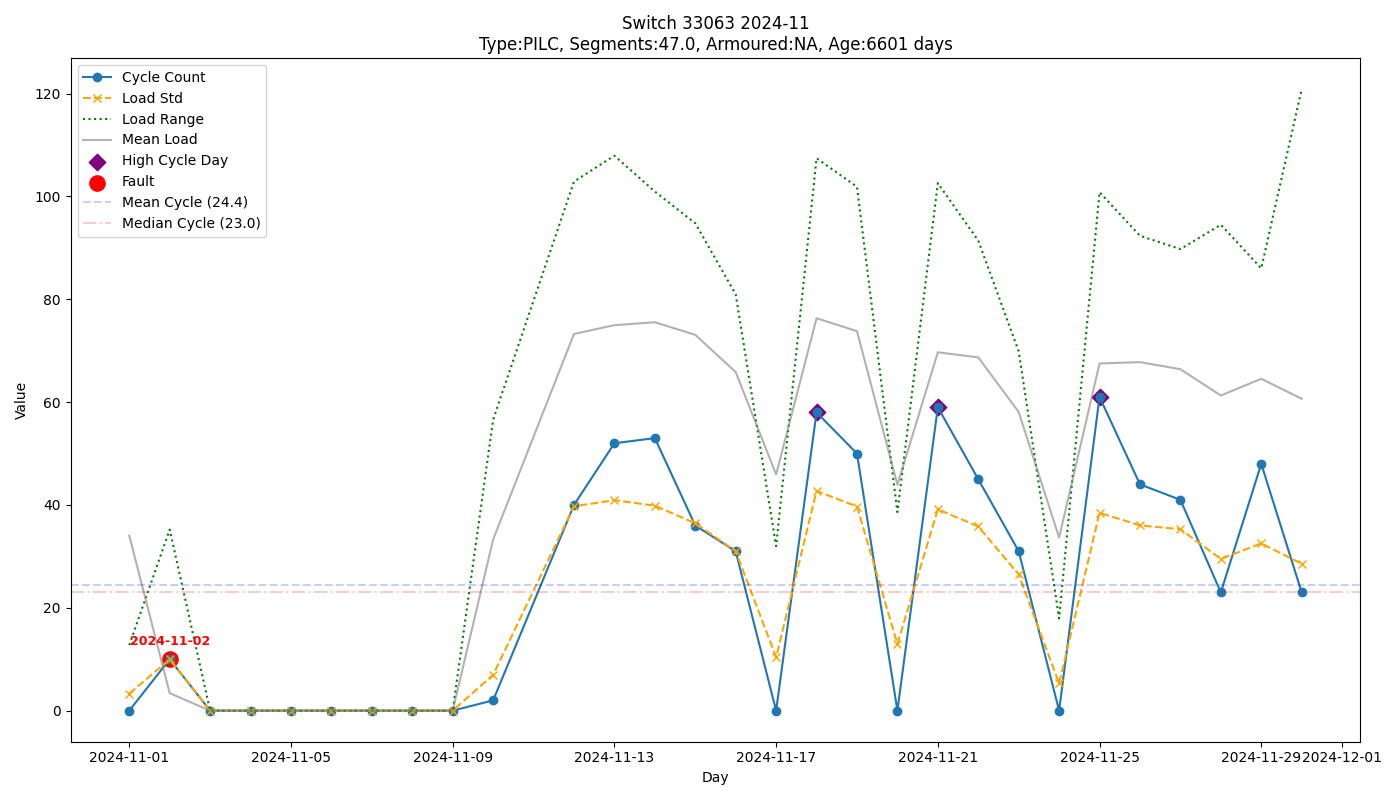 Switch 33063 2024-11
Type:PILC, Segments:47.0, Armoured:NA, Age:6601 days
Cycle Count
Load Std
Load Range
Mean Load
High Cycle Day
Fault
Mean Cycle (24.4)
Median Cycle (23.0)
120
100
80
60
40
20
0
Value
2024-11-02
2024-11-01 2024-11-05 2024-11-09 2024-11-13 2024-11-17 2024-11-21 2024-11-25 2024-11-29 2024-12-01
Day